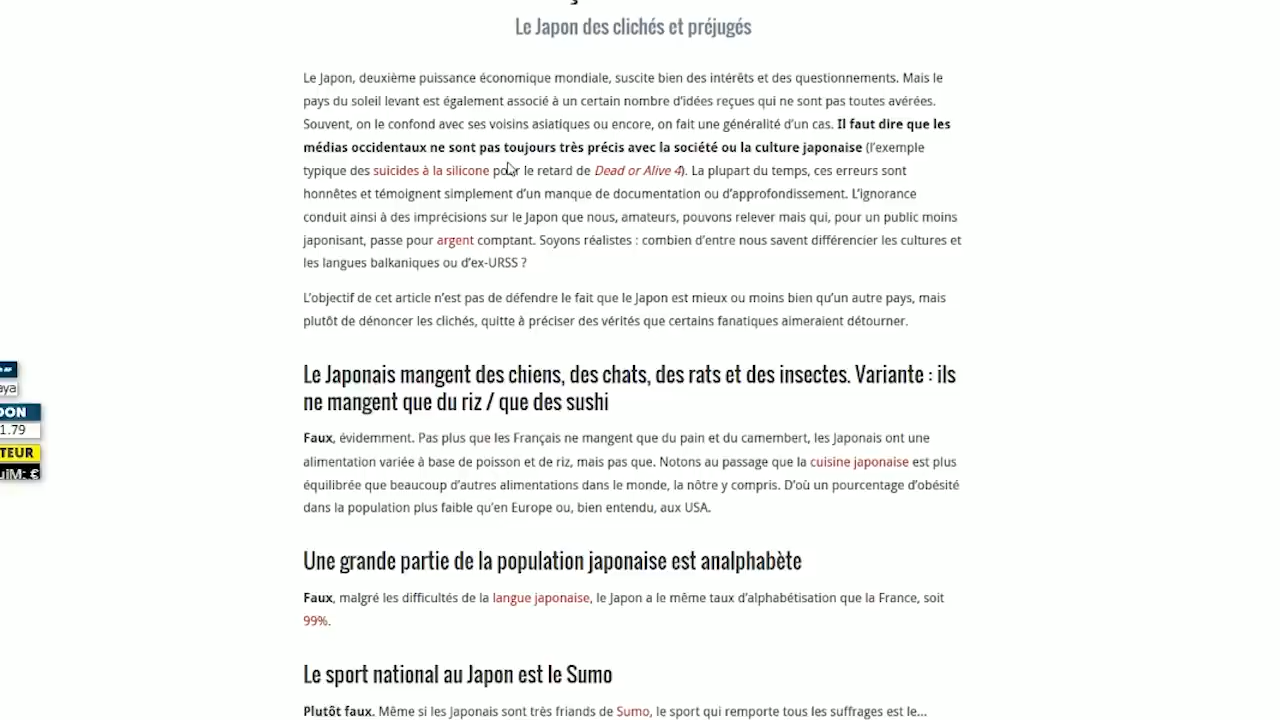 Le Japon des clichés et préjugés
Le Japon, deuxième puissance économique mondiale, suscite bien des intérêts et des questionnements. Mais le
pays du soleil levant est également associé à un certain nombre d’idées reçues qui ne sont pas toutes avérées.
Souvent, on le confond avec ses voisins asiatiques ou encore, on fait une généralité d’un cas. Il faut dire que les
médias occidentaux ne sont pas toujours très précis avec la société ou la culture japonaise (l’exemple
typique des suicides à la silicone pour le retard de Dead or Alive 4). La plupart du temps, ces erreurs sont
honnêtes et témoignent simplement d’un manque de documentation ou d’approfondissement. L’ignorance
conduit ainsi à des imprécisions sur le Japon que nous, amateurs, pouvons relever mais qui, pour un public moins
japonisant, passe pour argent comptant. Soyons réalistes : combien d’entre nous savent différencier les cultures et
les langues balkaniques ou d’ex-URSS ?
L’objectif de cet article n’est pas de défendre le fait que le Japon est mieux ou moins bien qu’un autre pays, mais
plutôt de dénoncer les clichés, quitte à préciser des vérités que certains fanatiques aimeraient détourner.
Le Japonais mangent des chiens, des chats, des rats et des insectes. Variante : ils
ne mangent que du riz / que des sushi
Faux, évidemment. Pas plus que les Français ne mangent que du pain et du camembert, les Japonais ont une
alimentation variée à base de poisson et de riz, mais pas que. Notons au passage que la cuisine japonaise est plus
équilibrée que beaucoup d’autres alimentations dans le monde, la nôtre y compris. D’où un pourcentage d’obésité
dans la population plus faible qu’en Europe ou, bien entendu, aux USA.
Une grande partie de la population japonaise est analphabète
Faux, malgré les difficultés de la langue japonaise, le Japon a le même taux d’alphabétisation que la France, soit
99%.
Le sport national au Japon est le Sumo
Plutôt faux. Même si les Japonais sont très friands de Sumo, le sport qui remporte tous les suffrages est le...
aya
DON
1.79
TEUR
uiM: €